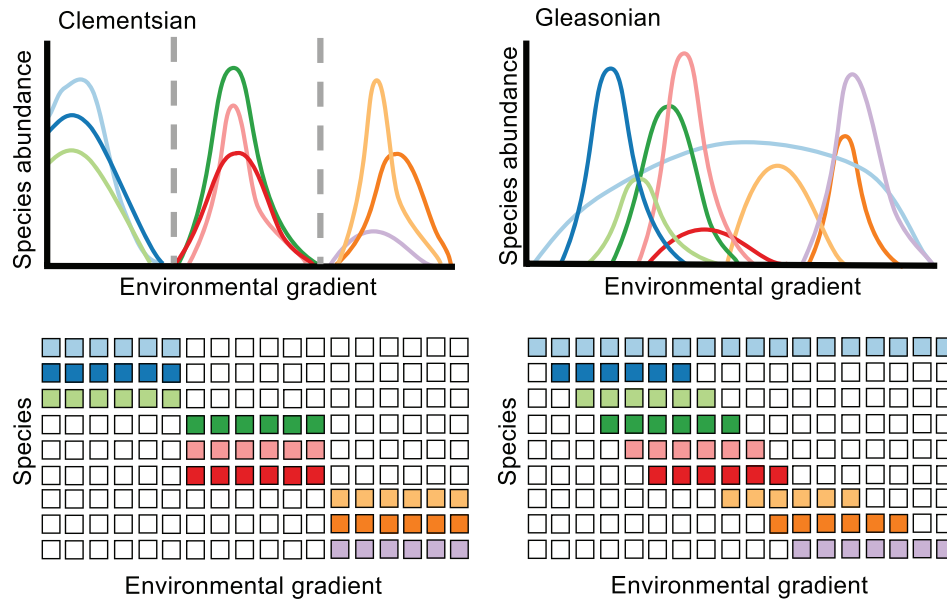 Clementsian
Gleasonian
Species abundance
Species abundance
Environmental gradient
Environmental gradient
Species
Species
Environmental gradient
Environmental gradient